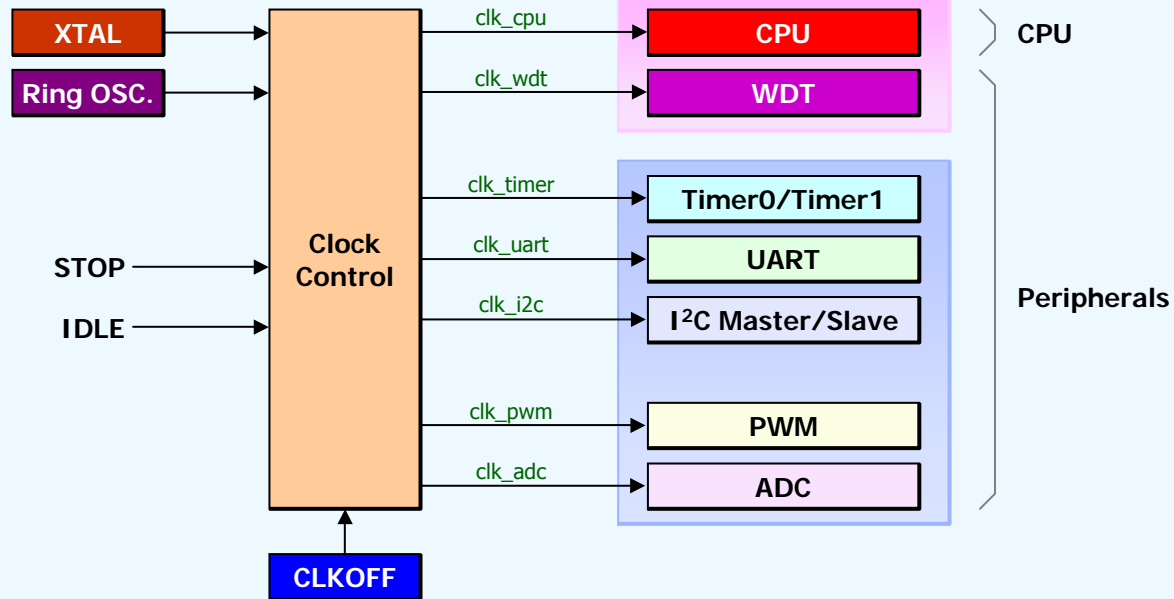 XTAL
Ring OSC.
STOP
IDLE
Clock
Control
CLKOFF
clk_cpu
clk_wdt
clk_timer
clk_uart
clk_i2c
clk_pwm
clk_adc
CPU
WDT
Timer0/Timer1
UART
I²C Master/Slave
PWM
ADC
CPU
Peripherals